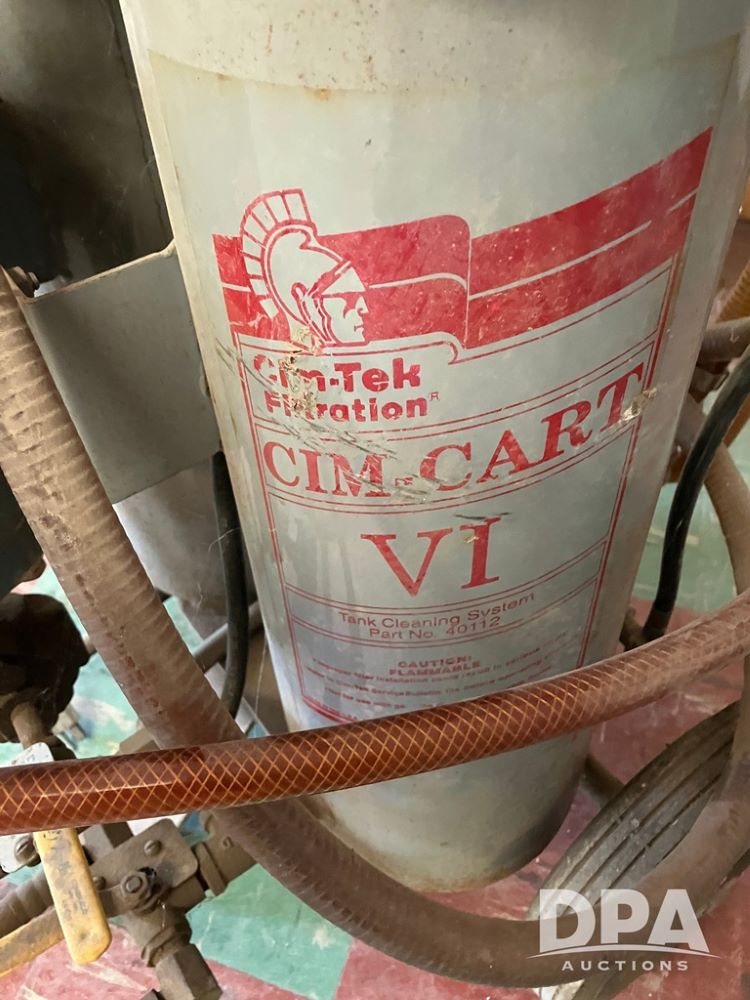 Cim-Tek
Filtration®
CIM-CART
VI
Tank Cleaning System
Part No. 40112
CAUTION:
FLAMMABLE
DPA
AUCTIONS